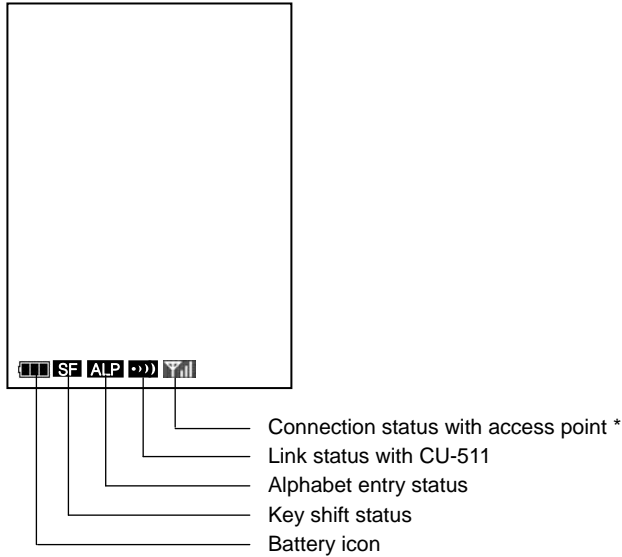 SF ALP
Connection status with access point *
Link status with CU-511
Alphabet entry status
Key shift status
Battery icon